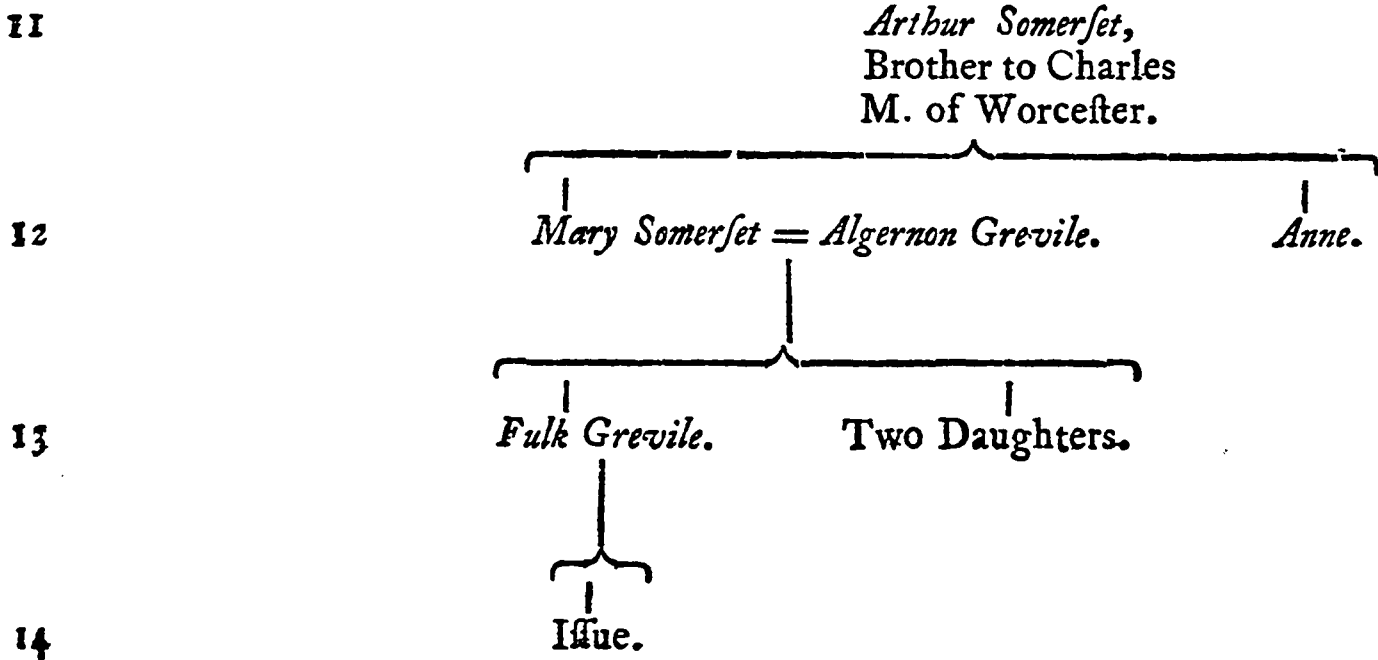 11 Arthur Somerſet,
Brother to Charles
M. of Worceſter.
12 Mary Somerſet = Algernon Grevile. Anne.
13 Fulk Grevile. Two Daughters.
14 Iſſue.